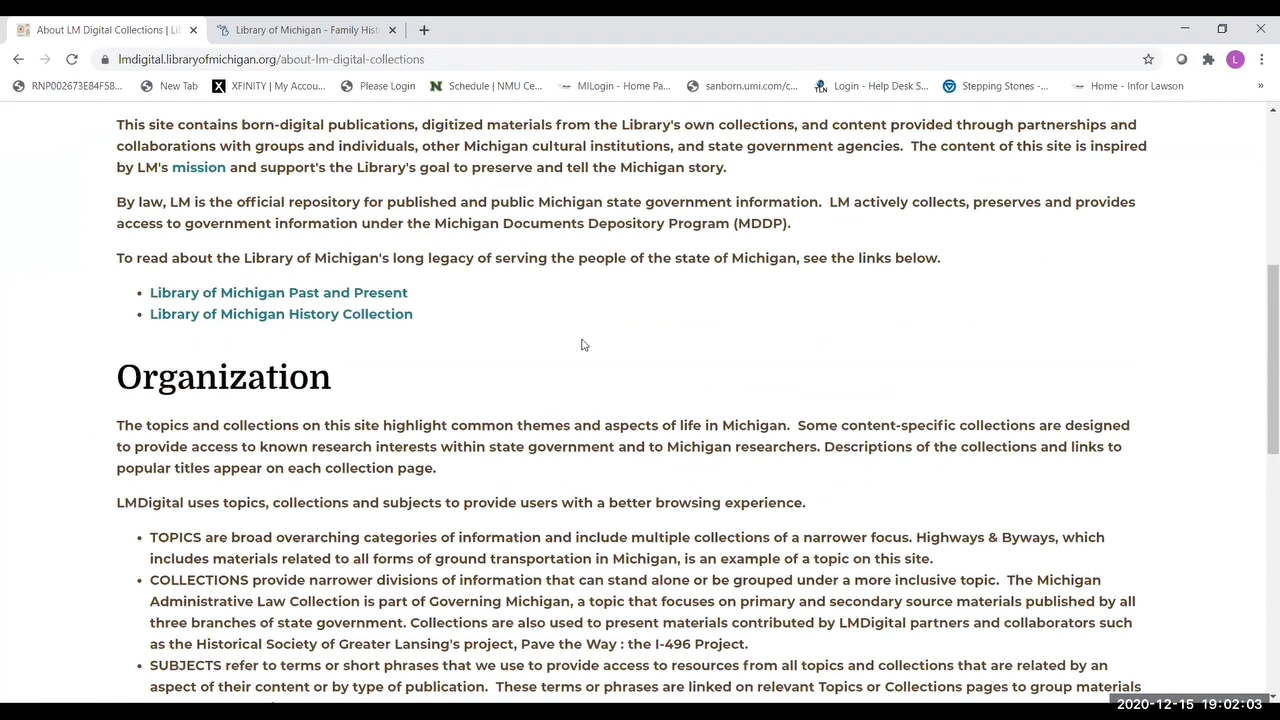 About LM Digital Collections | Lib
Library of Michigan - Family Hist
lmdigital.libraryofmichigan.org/about-lm-digital-collections
L
RNP002673E84F58...
New Tab
XFINITY | My Accou...
Please Login
Schedule | NMU Ce...
MILogin - Home Pa...
sanborn.umi.com/c...
Login - Help Desk S...
Stepping Stones -...
Home - Infor Lawson
This site contains born-digital publications, digitized materials from the Library's own collections, and content provided through partnerships and
collaborations with groups and individuals, other Michigan cultural institutions, and state government agencies. The content of this site is inspired
by LM's mission and support's the Library's goal to preserve and tell the Michigan story.
By law, LM is the official repository for published and public Michigan state government information. LM actively collects, preserves and provides
access to government information under the Michigan Documents Depository Program (MDDP).
To read about the Library of Michigan's long legacy of serving the people of the state of Michigan, see the links below.
• Library of Michigan Past and Present
• Library of Michigan History Collection
Organization
The topics and collections on this site highlight common themes and aspects of life in Michigan. Some content-specific collections are designed
to provide access to known research interests within state government and to Michigan researchers. Descriptions of the collections and links to
popular titles appear on each collection page.
LMDigital uses topics, collections and subjects to provide users with a better browsing experience.
• TOPICS are broad overarching categories of information and include multiple collections of a narrower focus. Highways & Byways, which
includes materials related to all forms of ground transportation in Michigan, is an example of a topic on this site.
• COLLECTIONS provide narrower divisions of information that can stand alone or be grouped under a more inclusive topic. The Michigan
Administrative Law Collection is part of Governing Michigan, a topic that focuses on primary and secondary source materials published by all
three branches of state government. Collections are also used to present materials contributed by LMDigital partners and collaborators such
as the Historical Society of Greater Lansing's project, Pave the Way : the I-496 Project.
• SUBJECTS refer to terms or short phrases that we use to provide access to resources from all topics and collections that are related by an
aspect of their content or by type of publication. These terms or phrases are linked on relevant Topics or Collections pages to group materials
2020-12-15 19:02:03